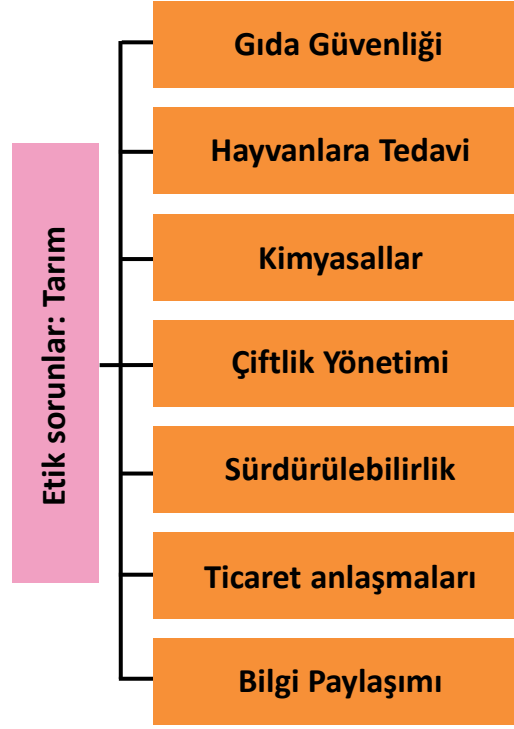 Etik sorunlar: Tarım
Gıda Güvenliği
Hayvanlara Tedavi
Kimyasallar
Çiftlik Yönetimi
Sürdürülebilirlik
Ticaret anlaşmaları
Bilgi Paylaşımı